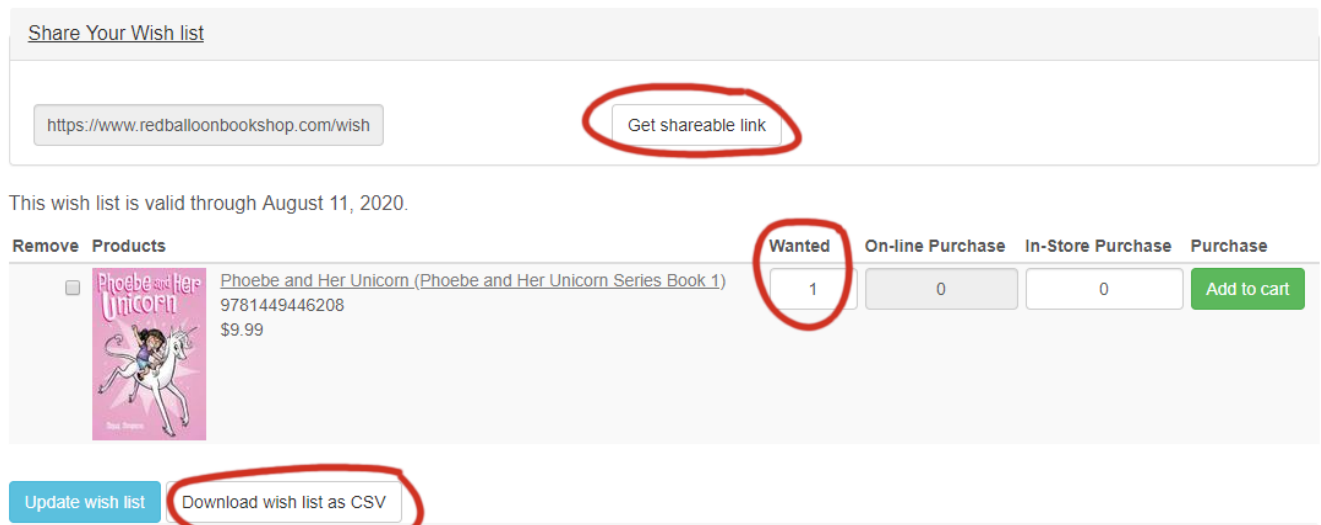 Share Your Wish list
https://www.redballoonbookshop.com/wish
Get shareable link
This wish list is valid through August 11, 2020.
Remove Products Wanted On-line Purchase In-Store Purchase Purchase
Phoebe and Her
Unicorn
Phoebe and Her Unicorn (Phoebe and Her Unicorn Series Book 1)
9781449446208
$9.99
1 0 0 Add to cart
Update wish list Download wish list as CSV